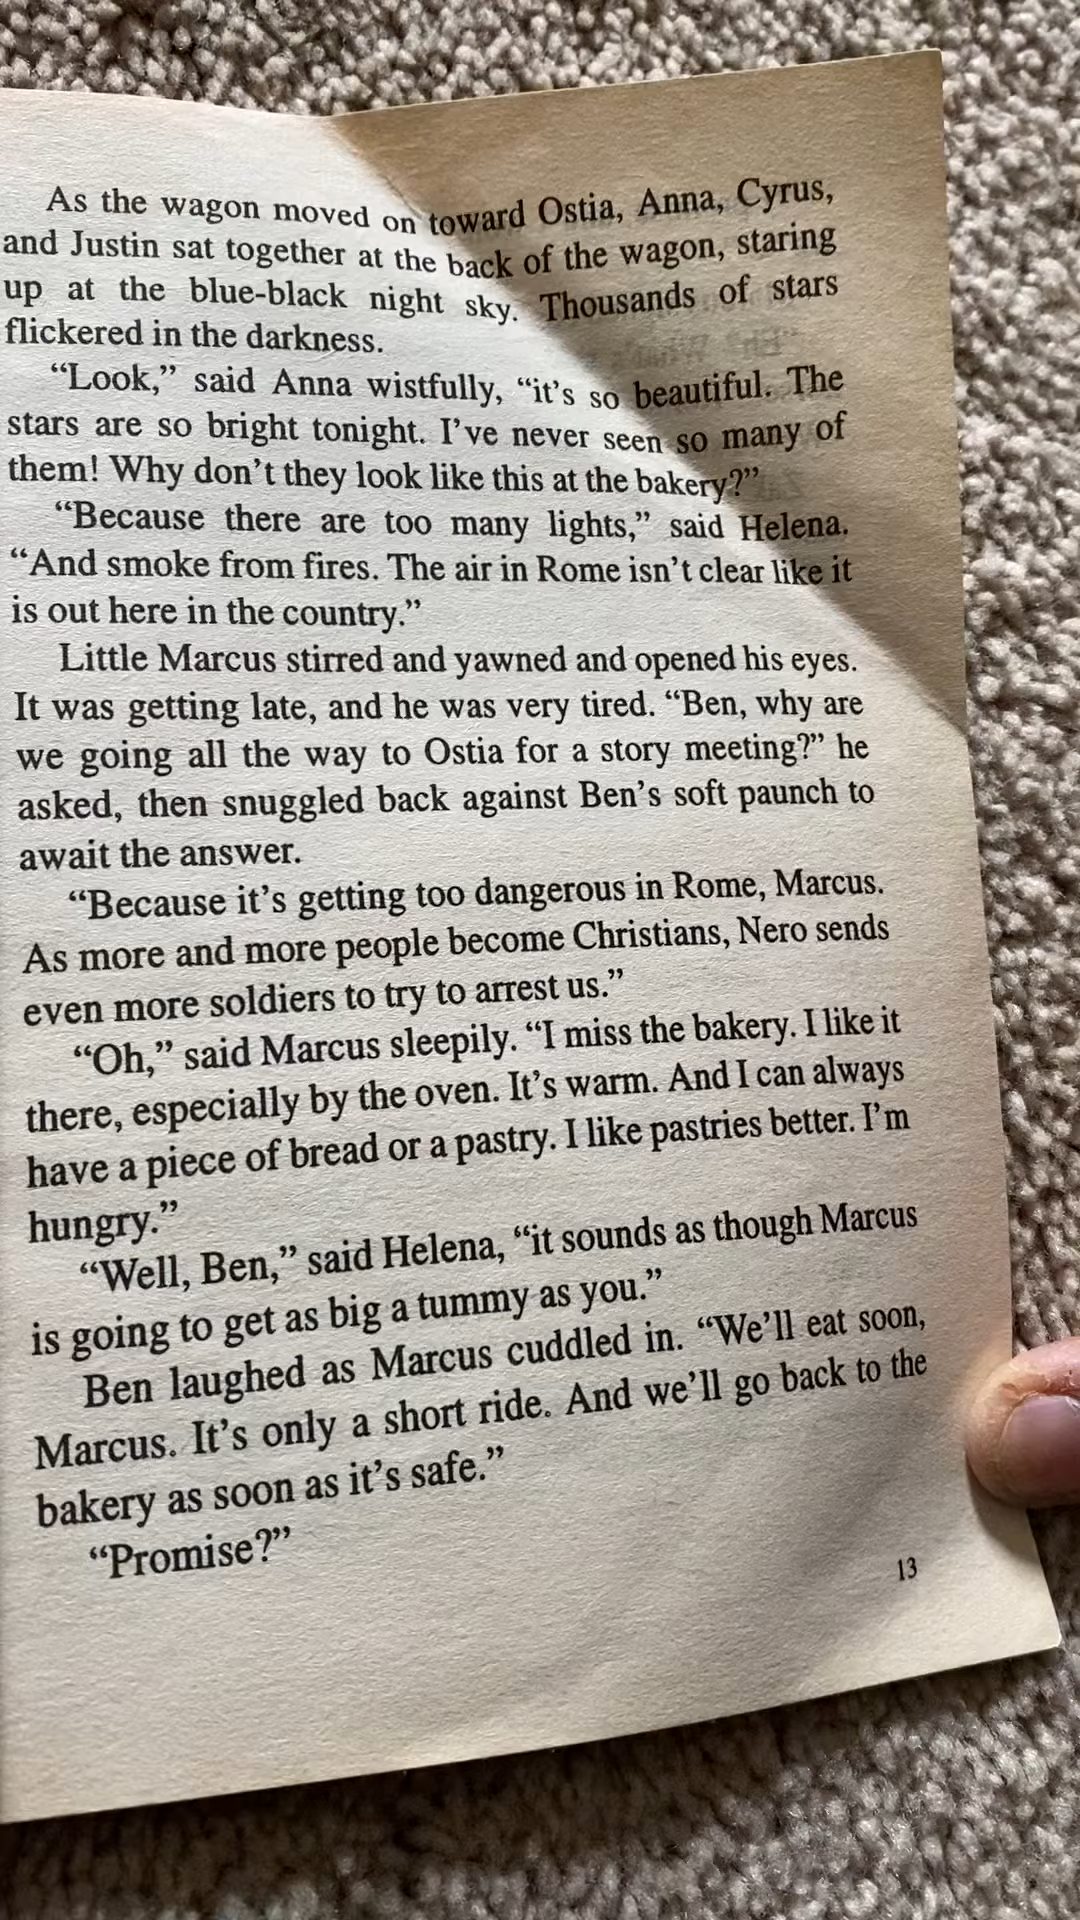 As the wagon moved on toward Ostia, Anna, Cyrus,
and Justin sat together at the back of the wagon, staring
up at the blue-black night sky. Thousands of stars
flickered in the darkness.
“Look,” said Anna wistfully, “it’s so beautiful. The
stars are so bright tonight. I’ve never seen so many of
them! Why don’t they look like this at the bakery?”
“Because there are too many lights,” said Helena.
“And smoke from fires. The air in Rome isn’t clear like it
is out here in the country.”
Little Marcus stirred and yawned and opened his eyes.
It was getting late, and he was very tired. “Ben, why are
we going all the way to Ostia for a story meeting?” he
asked, then snuggled back against Ben’s soft paunch to
await the answer.
“Because it’s getting too dangerous in Rome, Marcus.
As more and more people become Christians, Nero sends
even more soldiers to try to arrest us.”
“Oh,” said Marcus sleepily. “I miss the bakery. I like it
there, especially by the oven. It’s warm. And I can always
have a piece of bread or a pastry. I like pastries better. I’m
hungry.”
“Well, Ben,” said Helena, “it sounds as though Marcus
is going to get as big a tummy as you.”
Ben laughed as Marcus cuddled in. “We’ll eat soon,
Marcus. It’s only a short ride. And we’ll go back to the
bakery as soon as it’s safe.”
“Promise?”
13